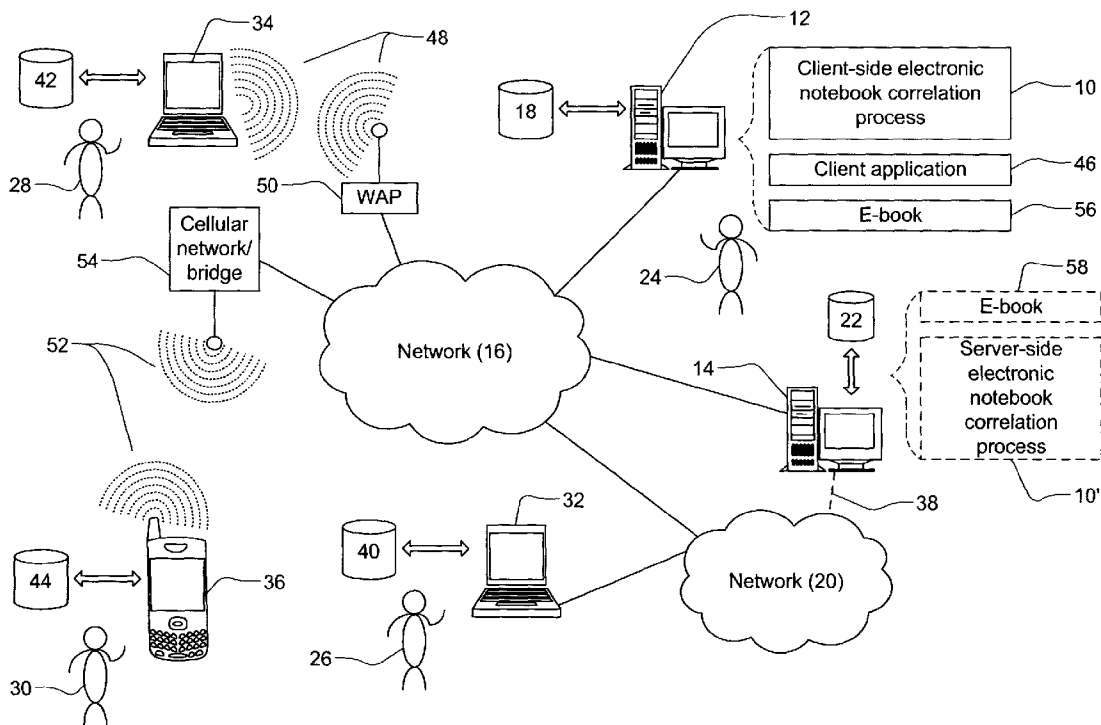 34
48
12
42
18
Client-side electronic
notebook correlation
process
10
28
50
WAP
Client application
46
E-book
56
Cellular
network/
bridge
54
24
58
E-book
22
52
Network (16)
14
Server-side
electronic
notebook
correlation
process
10'
38
32
44
36
40
Network (20)
30
26